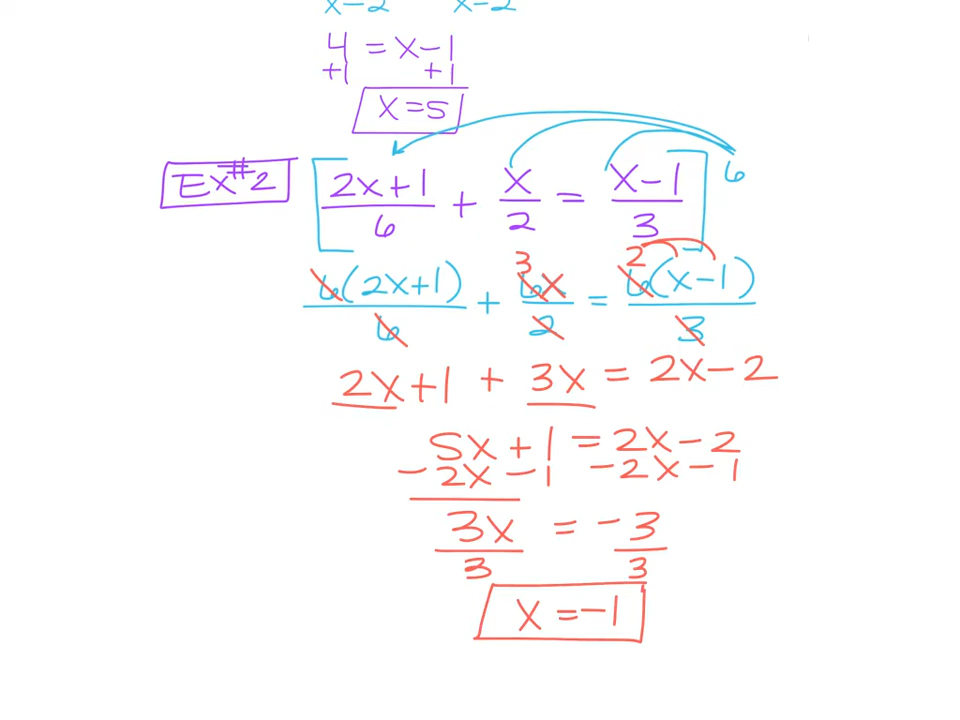 x-2 x-2
4 = x-1
+1 +1
x=5
Ex#2 [ (2x+1)/6 + x/2 = (x-1)/3 ] 6
6(2x+1)/6 + 3 6x/2 = 2 6(x-1)/3
2x+1 + 3x = 2x-2
5x+1 = 2x-2
-2x-1 -2x-1
3x/3 = -3/3
x=-1